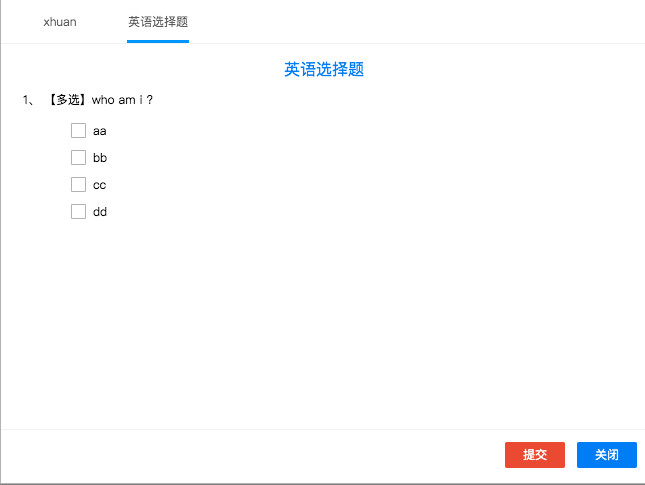 xhuan 英语选择题
英语选择题
1、 【多选】who am i ?
aa
bb
cc
dd
提交 关闭